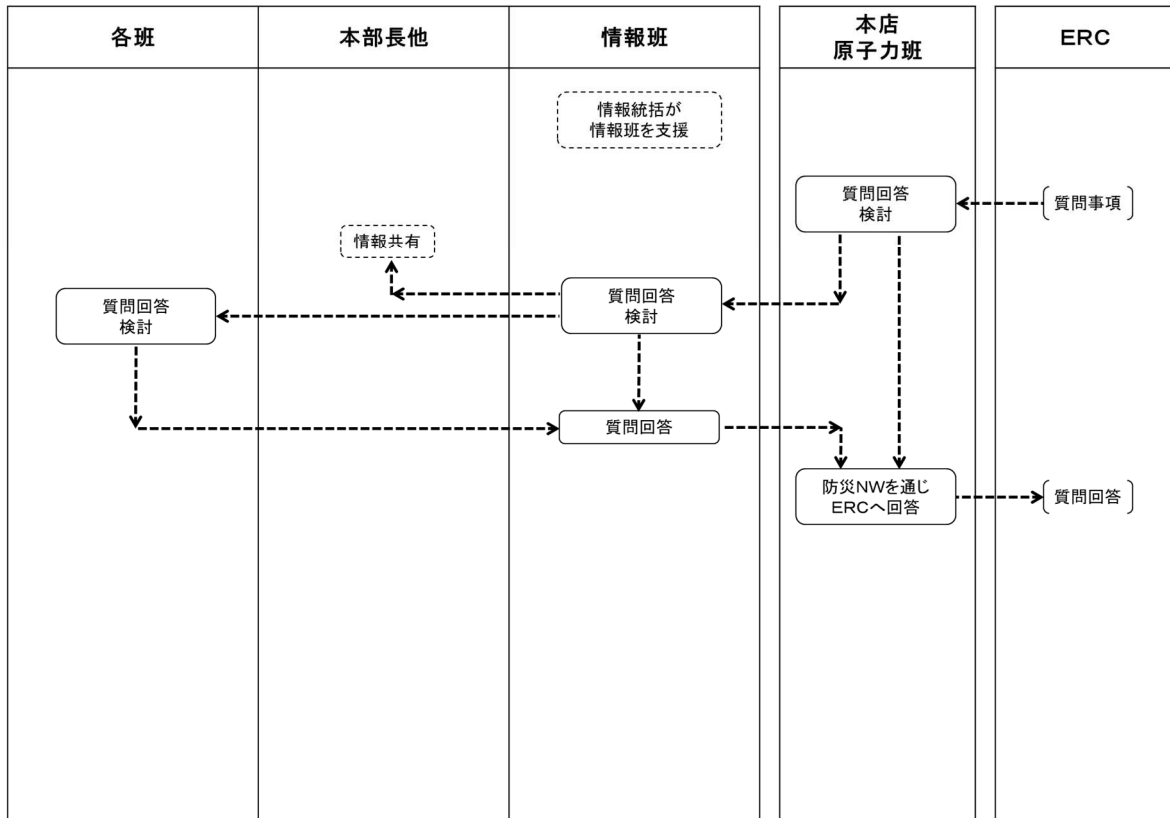 各班
本部長他
情報班
本店
原子力班
ERC
情報統括が
情報班を支援
質問回答
検討
質問事項
情報共有
質問回答
検討
質問回答
検討
質問回答
防災NWを通じ
ERCへ回答
質問回答